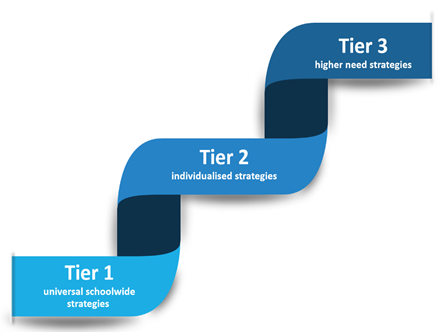 Tier 3
higher need strategies
Tier 2
individualised strategies
Tier 1
universal schoolwide
strategies